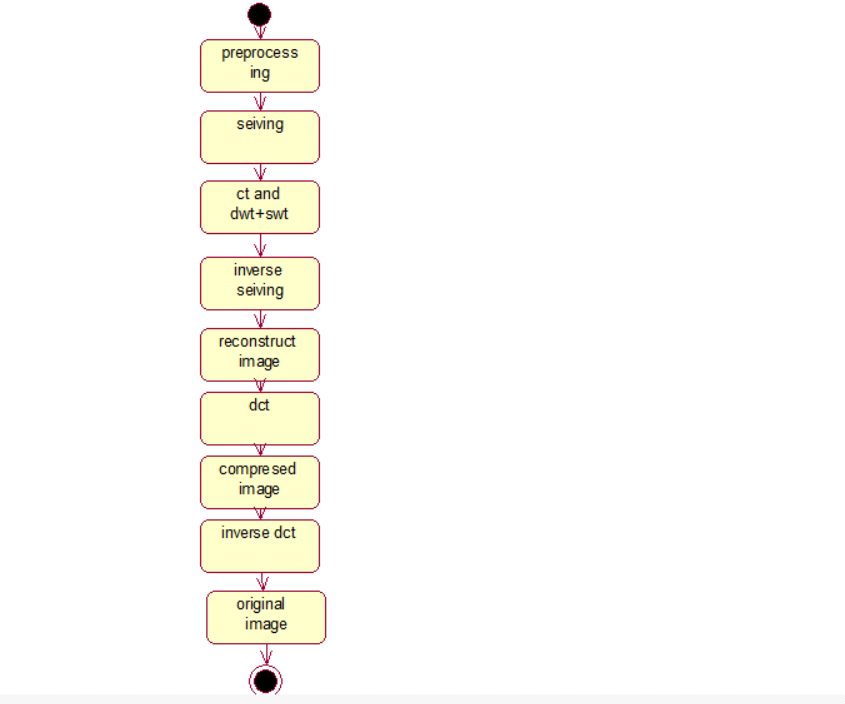 preprocess
ing
seiving
ct and
dwt+swt
inverse
seiving
reconstruct
image
dct
compresed
image
inverse dct
original
image